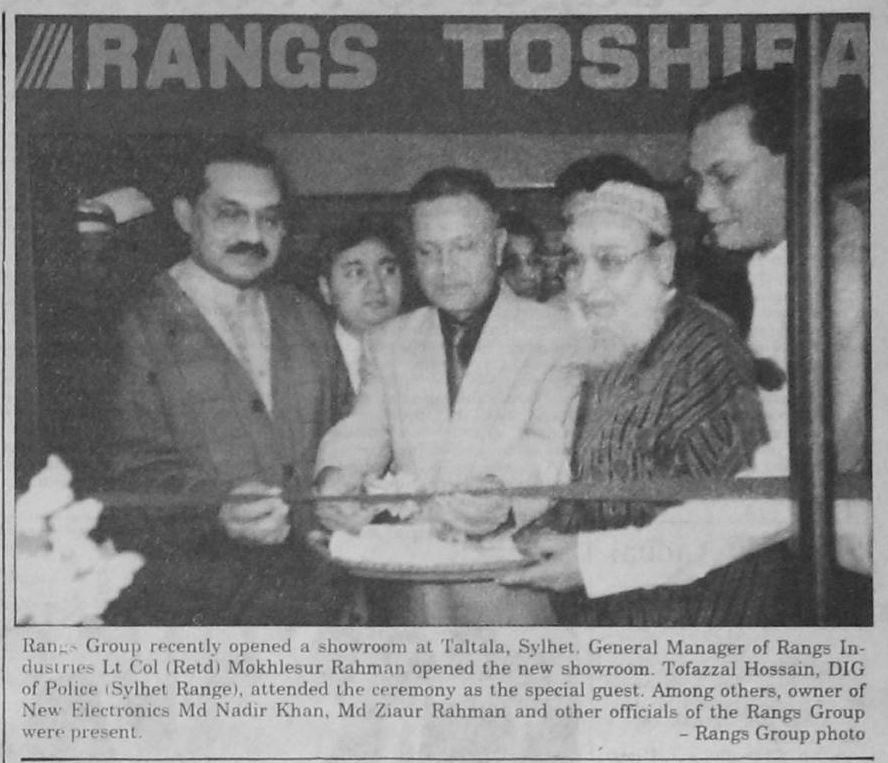 RANGS TOSHIBA
Rangs Group recently opened a showroom at Taltala, Sylhet. General Manager of Rangs In-
dustries Lt Col (Retd) Mokhlesur Rahman opened the new showroom. Tofazzal Hossain, DIG
of Police (Sylhet Range), attended the ceremony as the special guest. Among others, owner of
New Electronics Md Nadir Khan, Md Ziaur Rahman and other officials of the Rangs Group
were present. – Rangs Group photo